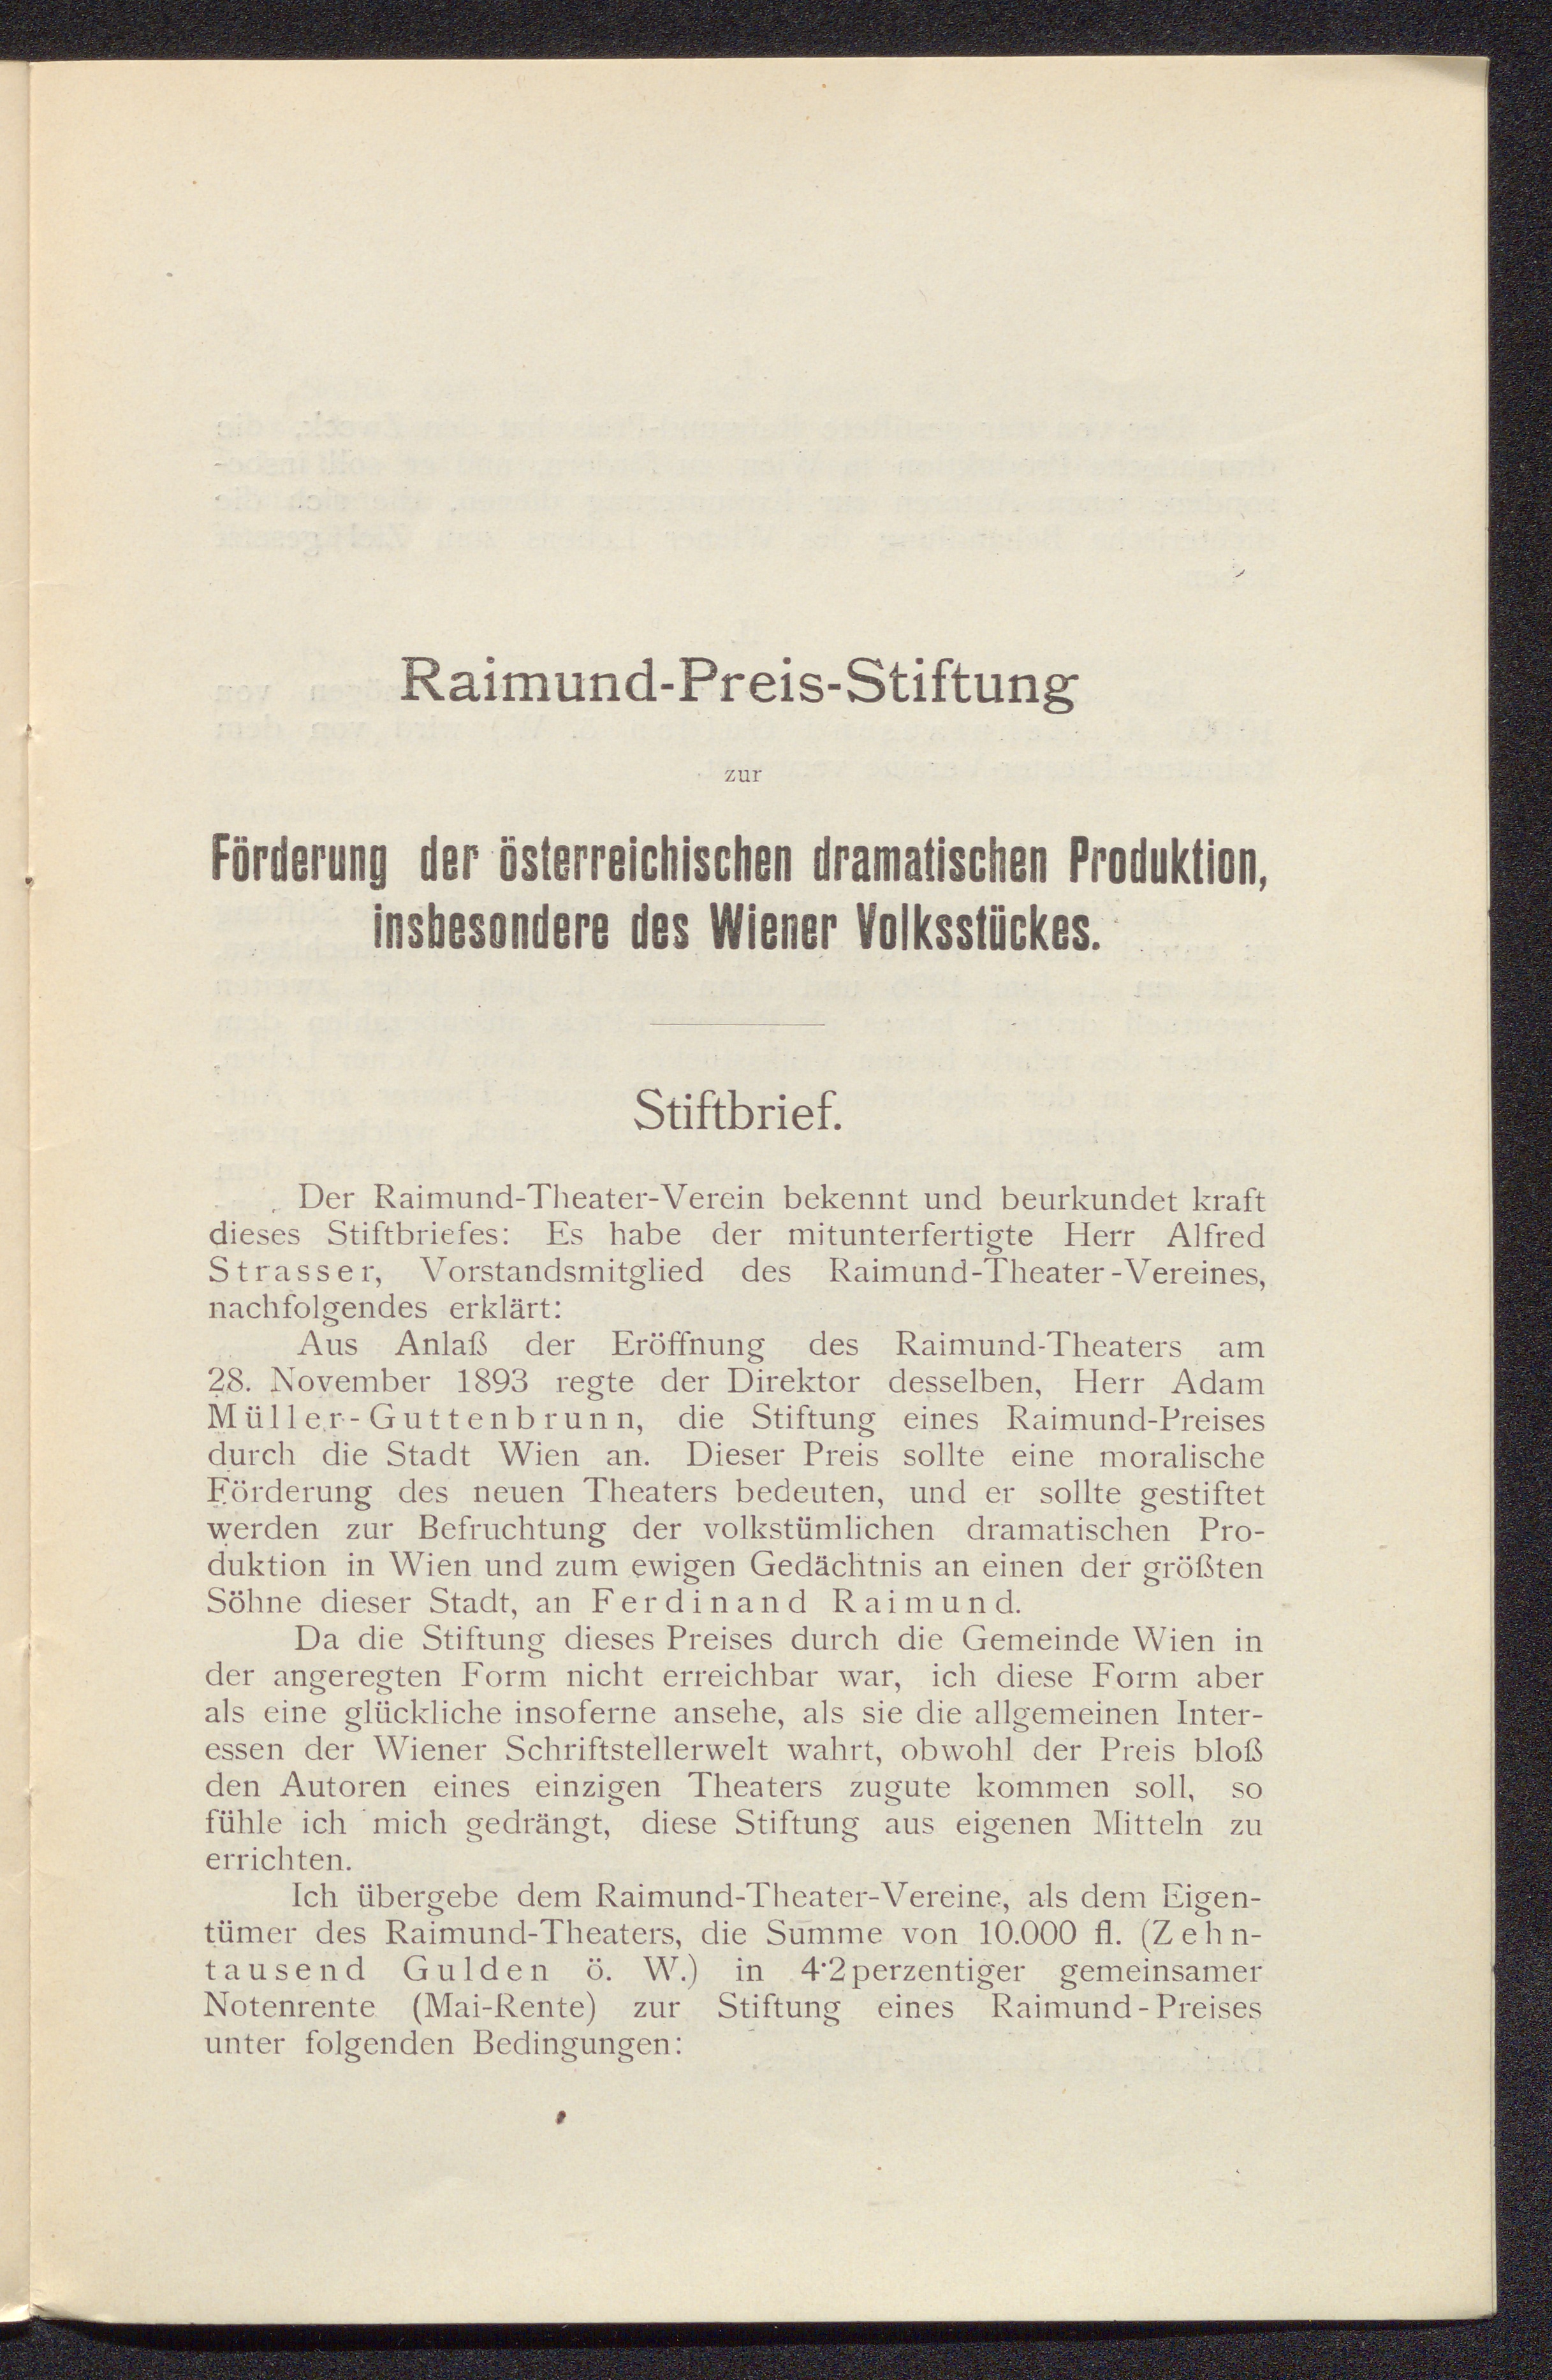 Raimund-Preis-Stiftung
zur
Förderung der österreichischen dramatischen Produktion,
insbesondere des Wiener Volksstückes.
Stiftbrief.
Der Raimund-Theater-Verein bekennt und beurkundet kraft
dieses Stiftbriefes: Es habe der mitunterfertigte Herr Alfred
Strasser, Vorstandsmitglied des Raimund-Theater-Vereines,
nachfolgendes erklärt:
Aus Anlaß der Eröffnung des Raimund-Theaters am
28. November 1893 regte der Direktor desselben, Herr Adam
Müller-Guttenbrunn, die Stiftung eines Raimund-Preises
durch die Stadt Wien an. Dieser Preis sollte eine moralische
Förderung des neuen Theaters bedeuten, und er sollte gestiftet
werden zur Befruchtung der volkstümlichen dramatischen Pro-
duktion in Wien und zum ewigen Gedächtnis an einen der größten
Söhne dieser Stadt, an Ferdinand Raimund.
Da die Stiftung dieses Preises durch die Gemeinde Wien in
der angeregten Form nicht erreichbar war, ich diese Form aber
als eine glückliche insoferne ansehe, als sie die allgemeinen Inter-
essen der Wiener Schriftstellerwelt wahrt, obwohl der Preis bloß
den Autoren eines einzigen Theaters zugute kommen soll, so
fühle ich mich gedrängt, diese Stiftung aus eigenen Mitteln zu
errichten.
Ich übergebe dem Raimund-Theater-Vereine, als dem Eigen-
tümer des Raimund-Theaters, die Summe von 10.000 fl. (Zehn-
tausend Gulden ö. W.) in 4·2perzentiger gemeinsamer
Notenrente (Mai-Rente) zur Stiftung eines Raimund-Preises
unter folgenden Bedingungen: